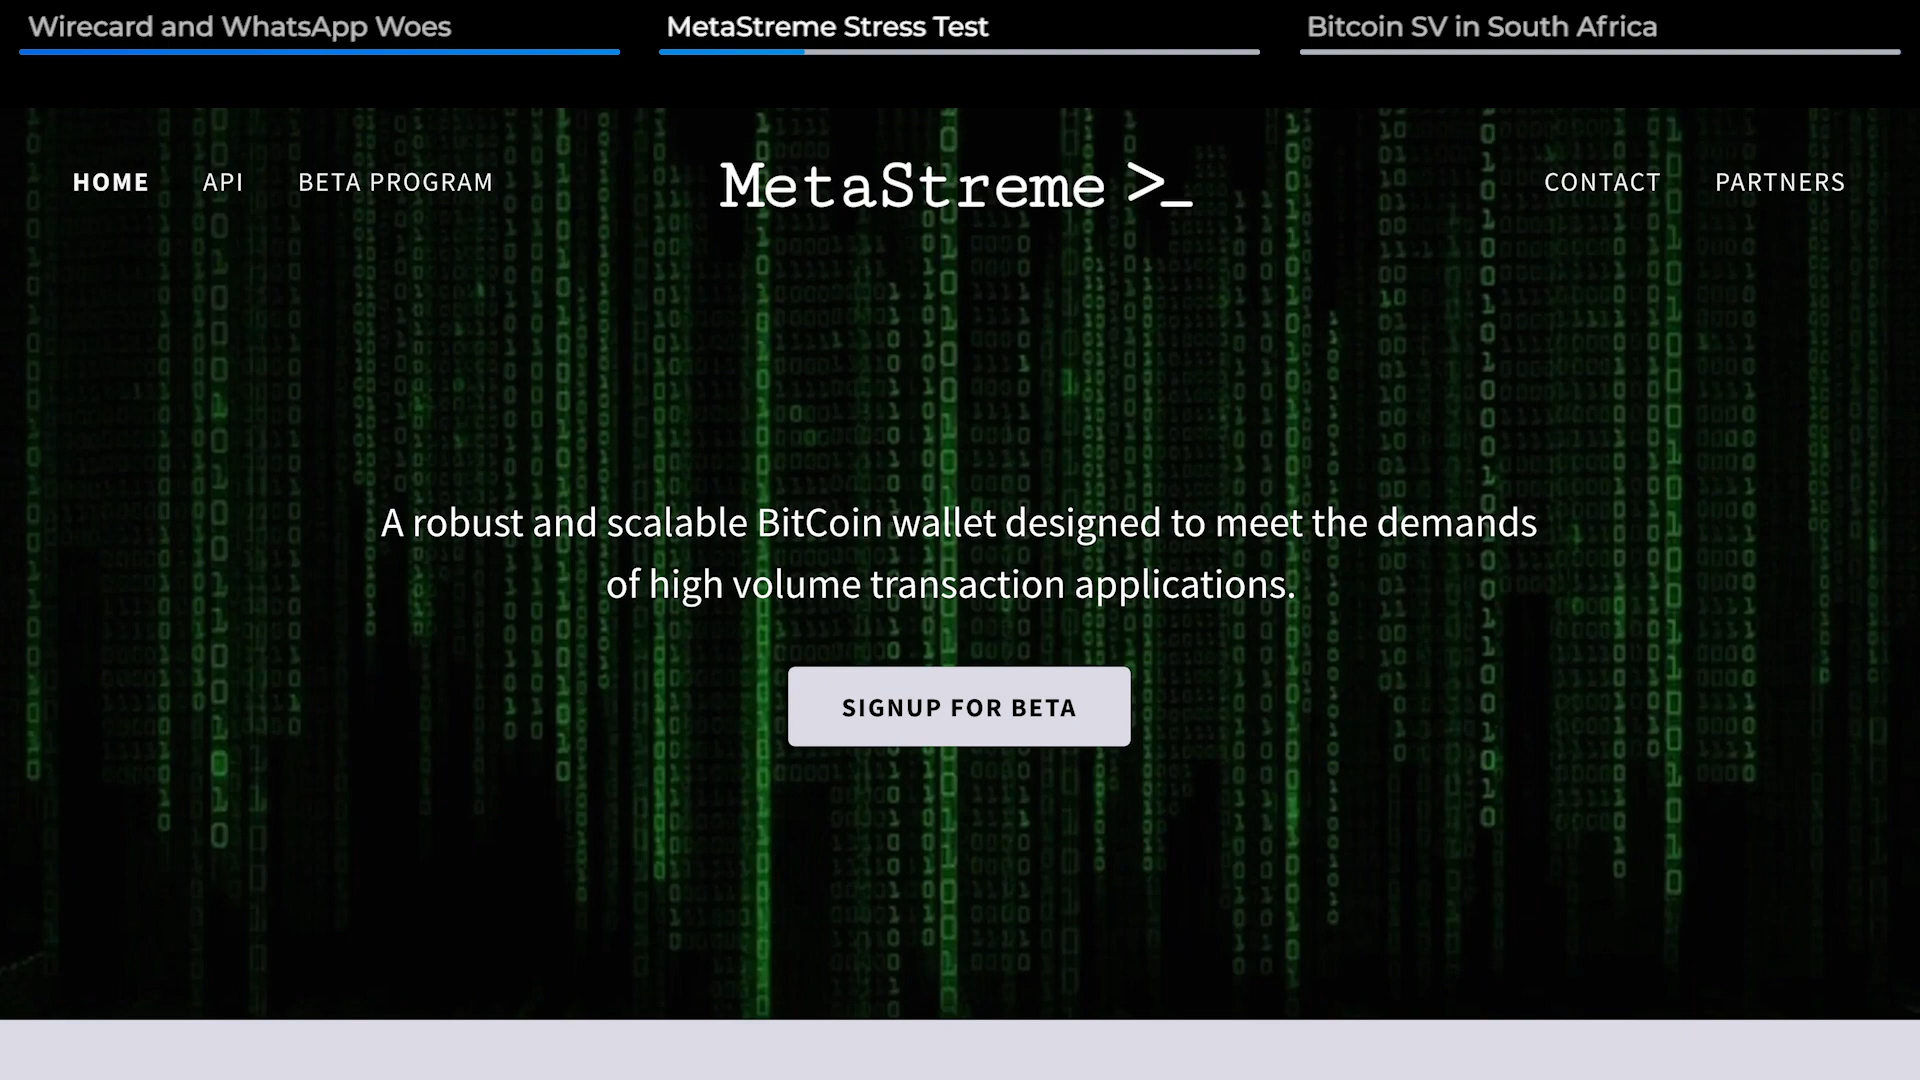 Wirecard and WhatsApp Woes
MetaStreme Stress Test
Bitcoin SV in South Africa
HOME
API
BETA PROGRAM
MetaStreme >_
CONTACT
PARTNERS
A robust and scalable BitCoin wallet designed to meet the demands
of high volume transaction applications.
SIGNUP FOR BETA